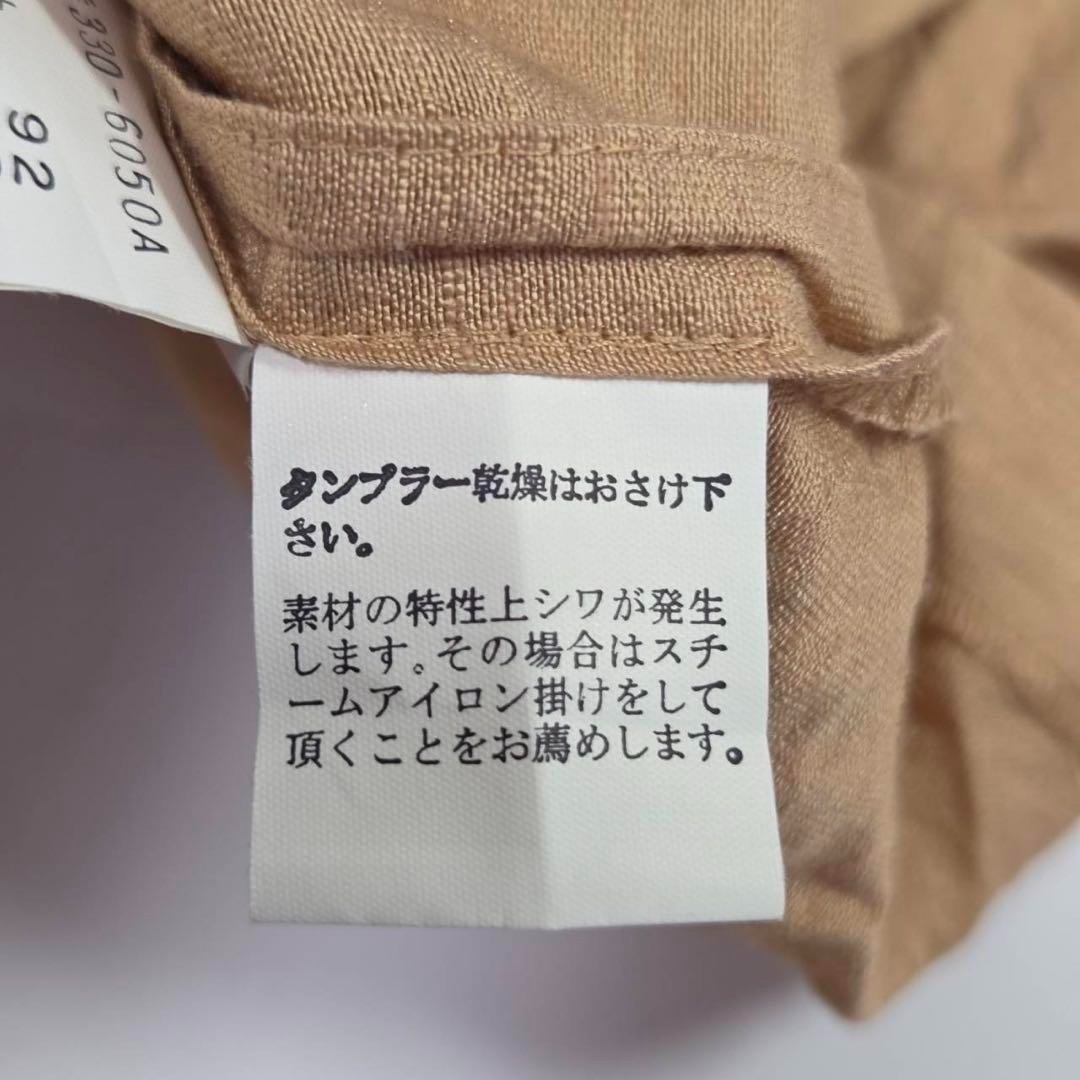 330-6050A
92
タンプラー乾燥はおさけ下
さい。
素材の特性上シワが発生
します。その場合はスチ
ームアイロン掛けをして
頂くことをお薦めします。